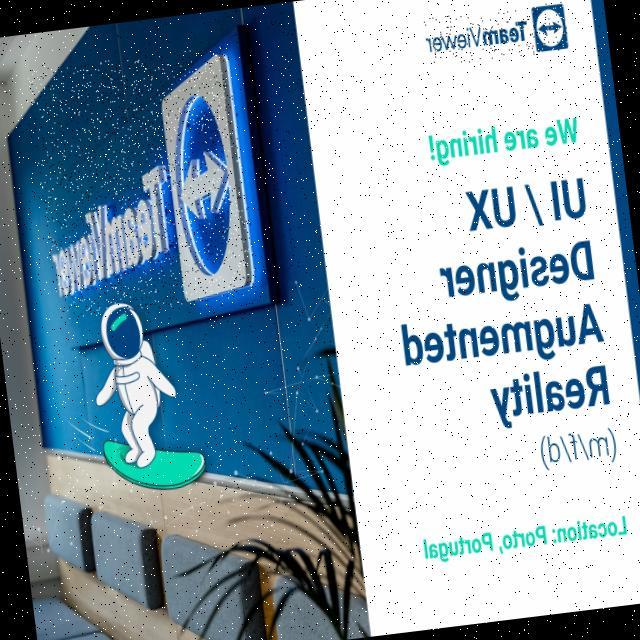 TeamViewer
We are hiring!
UI / UX
Designer
Augmented
Reality
(m/f/d)
Location: Porto, Portugal
TeamViewer